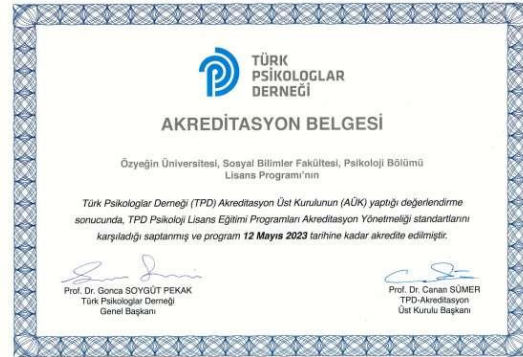 TÜRK
PSİKOLOGLAR
DERNEĞİ
AKREDİTASYON BELGESİ
Özyeğin Üniversitesi, Sosyal Bilimler Fakültesi, Psikoloji Bölümü
Lisans Programı'nın
Türk Psikologlar Derneği (TPD) Akreditasyon Üst Kurulunun (AÜK) yaptığı değerlendirme
sonucunda, TPD Psikoloji Lisans Eğitimi Programları Akreditasyon Yönetmeliği standartlarını
karşıladığı saptanmış ve program 12 Mayıs 2023 tarihine kadar akredite edilmiştir.
Prof. Dr. Gonca SOYGÜT PEKAK
Türk Psikologlar Derneği
Genel Başkanı
Prof. Dr. Canan SÜMER
TPD-Akreditasyon
Üst Kurulu Başkanı